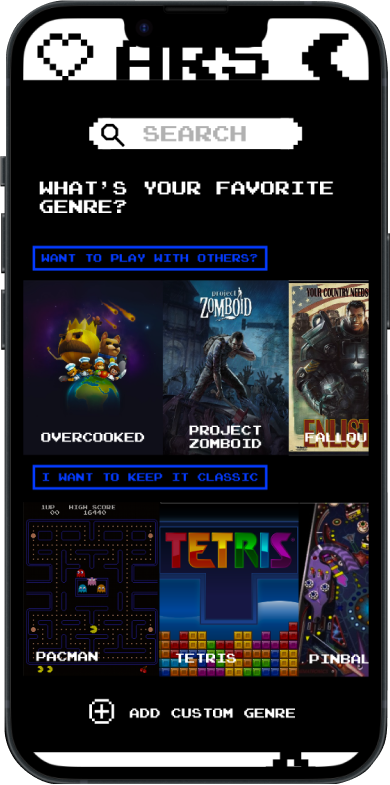 ARS
SEARCH
WHAT'S YOUR FAVORITE
GENRE?
WANT TO PLAY WITH OTHERS?
project
ZOMBOID
YOUR COUNTRY NEEDS
ENLIST
OVERCOOKED
PROJECT
ZOMBOID
FALLOU
I WANT TO KEEP IT CLASSIC
1UP HIGH SCORE
00 16440
TETRIS
PACMAN
TETRIS
PINBAL
ADD CUSTOM GENRE